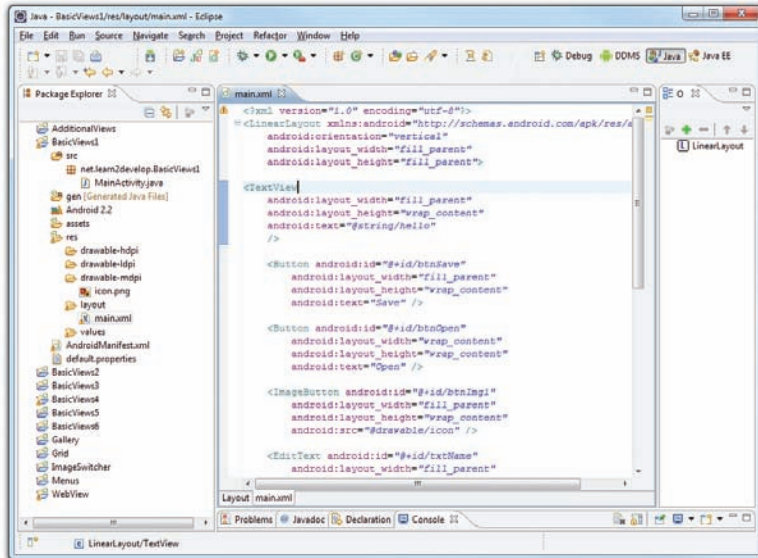 Java - BasicViews1/res/layout/main.xml - Eclipse
File Edit Run Source Navigate Search Project Refactor Window Help
Debug DDMS Java Java EE
Package Explorer
AdditionalViews
BasicViews1
src
net.learn2develop.BasicViews1
MainActivity.java
gen [Generated Java Files]
Android 2.2
assets
res
drawable-hdpi
drawable-ldpi
drawable-mdpi
icon.png
layout
main.xml
values
AndroidManifest.xml
default.properties
BasicViews2
BasicViews3
BasicViews4
BasicViews5
BasicViews6
Gallery
Grid
ImageSwitcher
Menus
WebView
main.xml
<?xml version="1.0" encoding="utf-8"?>
<LinearLayout xmlns:android="http://schemas.android.com/apk/res/a
android:orientation="vertical"
android:layout_width="fill_parent"
android:layout_height="fill_parent">
<TextView
android:layout_width="fill_parent"
android:layout_height="wrap_content"
android:text="@string/hello"
/>
<Button android:id="@+id/btnSave"
android:layout_width="fill_parent"
android:layout_height="wrap_content"
android:text="Save" />
<Button android:id="@+id/btnOpen"
android:layout_width="wrap_content"
android:layout_height="wrap_content"
android:text="Open" />
<ImageButton android:id="@+id/btnImg1"
android:layout_width="fill_parent"
android:layout_height="wrap_content"
android:src="@drawable/icon" />
<EditText android:id="@+id/txtName"
android:layout_width="fill_parent"
Layout main.xml
O
LinearLayout
Problems Javadoc Declaration Console
LinearLayout/TextView